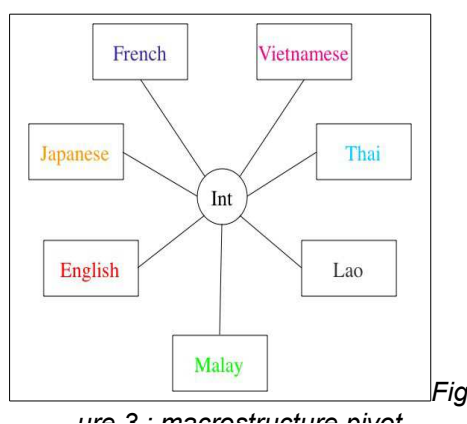 French
Vietnamese
Japanese
Thai
Int
English
Lao
Malay
Fig
ure 3 : macrostructure pivot